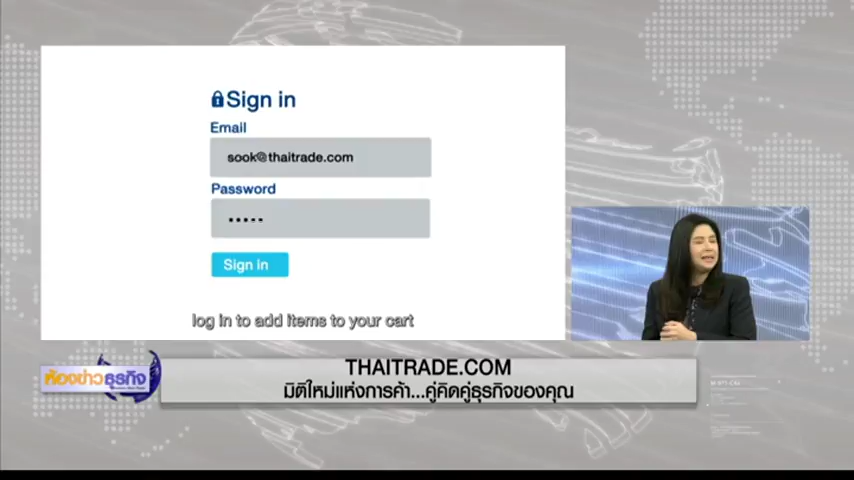 Sign in
Email
sook@thaitrade.com
Password
Sign in
log in to add items to your cart
ห้องข่าวธุรกิจ
THAITRADE.COM
มิติใหม่แห่งการค้า...คู่คิดคู่ธุรกิจของคุณ